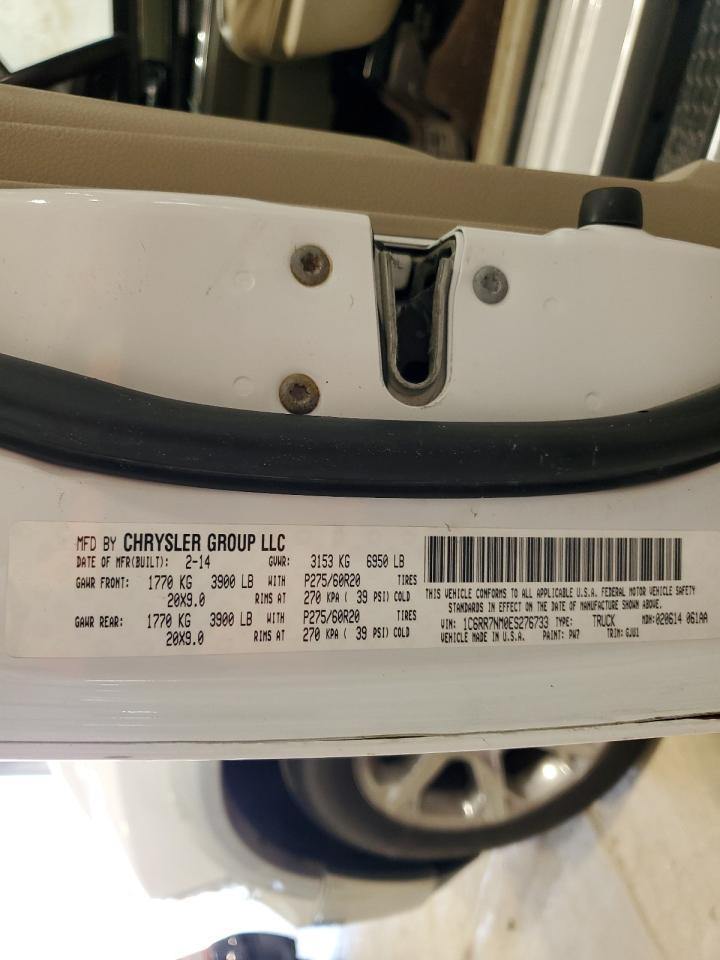 MFD BY CHRYSLER GROUP LLC
DATE OF MFR(BUILT): 2-14 GVWR: 3153 KG 6950 LB
GAWR FRONT: 1770 KG 3900 LB WITH P275/60R20 TIRES
20X9.0 RIMS AT 270 KPA ( 39 PSI) COLD
GAWR REAR: 1770 KG 3900 LB WITH P275/60R20 TIRES
20X9.0 RIMS AT 270 KPA ( 39 PSI) COLD
THIS VEHICLE CONFORMS TO ALL APPLICABLE U.S.A. FEDERAL MOTOR VEHICLE SAFETY
STANDARDS IN EFFECT ON THE DATE OF MANUFACTURE SHOWN ABOVE.
VIN: 1C6RR7NM0ES276733 TYPE: TRUCK MDH:020614 061AA
VEHICLE MADE IN U.S.A. PAINT: PW7 TRIM: GJU1